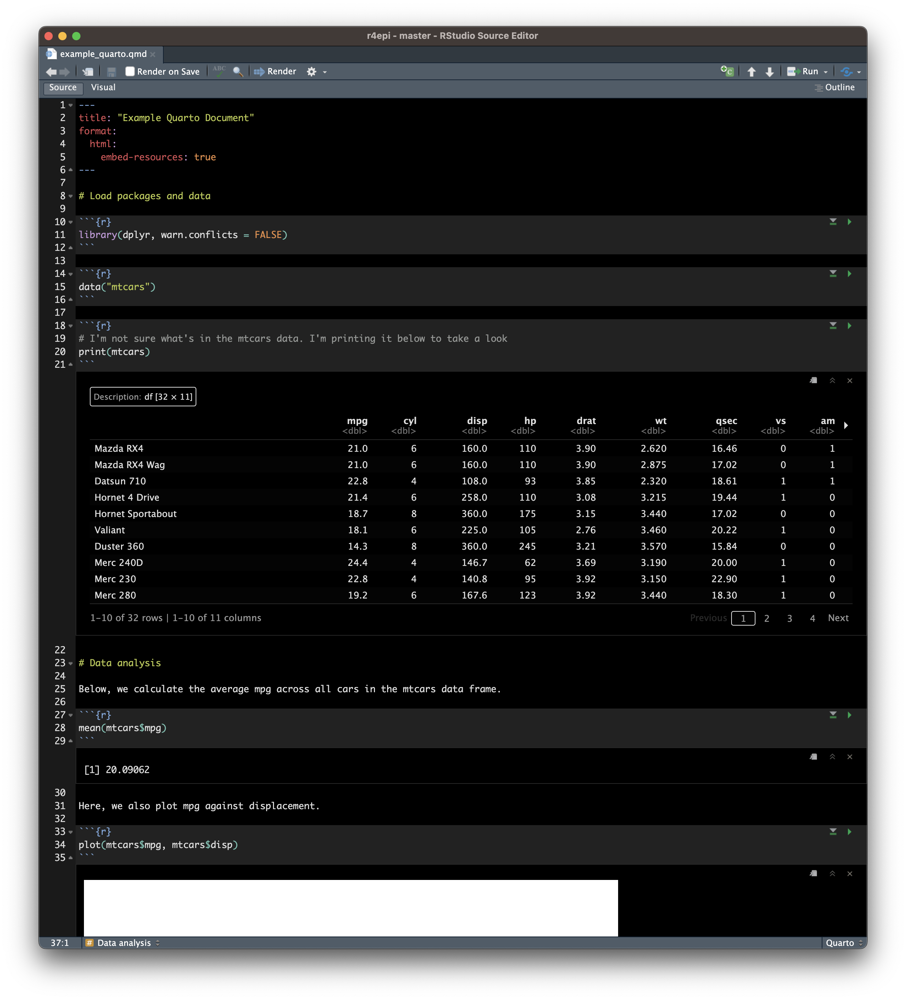 r4epi - master - RStudio Source Editor
example_quarto.qmd
Render on Save ABC Render Run
Source Visual Outline
1 ---
2 title: "Example Quarto Document"
3 format:
4 html:
5 embed-resources: true
6 ---
7
8 # Load packages and data
9
10 ```{r}
11 library(dplyr, warn.conflicts = FALSE)
12 ```
13
14 ```{r}
15 data("mtcars")
16 ```
17
18 ```{r}
19 # I'm not sure what's in the mtcars data. I'm printing it below to take a look
20 print(mtcars)
21 ```
Description: df [32 × 11]
mpg cyl disp hp drat wt qsec vs am
<dbl> <dbl> <dbl> <dbl> <dbl> <dbl> <dbl> <dbl> <dbl>
Mazda RX4 21.0 6 160.0 110 3.90 2.620 16.46 0 1
Mazda RX4 Wag 21.0 6 160.0 110 3.90 2.875 17.02 0 1
Datsun 710 22.8 4 108.0 93 3.85 2.320 18.61 1 1
Hornet 4 Drive 21.4 6 258.0 110 3.08 3.215 19.44 1 0
Hornet Sportabout 18.7 8 360.0 175 3.15 3.440 17.02 0 0
Valiant 18.1 6 225.0 105 2.76 3.460 20.22 1 0
Duster 360 14.3 8 360.0 245 3.21 3.570 15.84 0 0
Merc 240D 24.4 4 146.7 62 3.69 3.190 20.00 1 0
Merc 230 22.8 4 140.8 95 3.92 3.150 22.90 1 0
Merc 280 19.2 6 167.6 123 3.92 3.440 18.30 1 0
1-10 of 32 rows | 1-10 of 11 columns Previous 1 2 3 4 Next
22
23 # Data analysis
24
25 Below, we calculate the average mpg across all cars in the mtcars data frame.
26
27 ```{r}
28 mean(mtcars$mpg)
29 ```
[1] 20.09062
30
31 Here, we also plot mpg against displacement.
32
33 ```{r}
34 plot(mtcars$mpg, mtcars$disp)
35 ```
37:1 # Data analysis Quarto